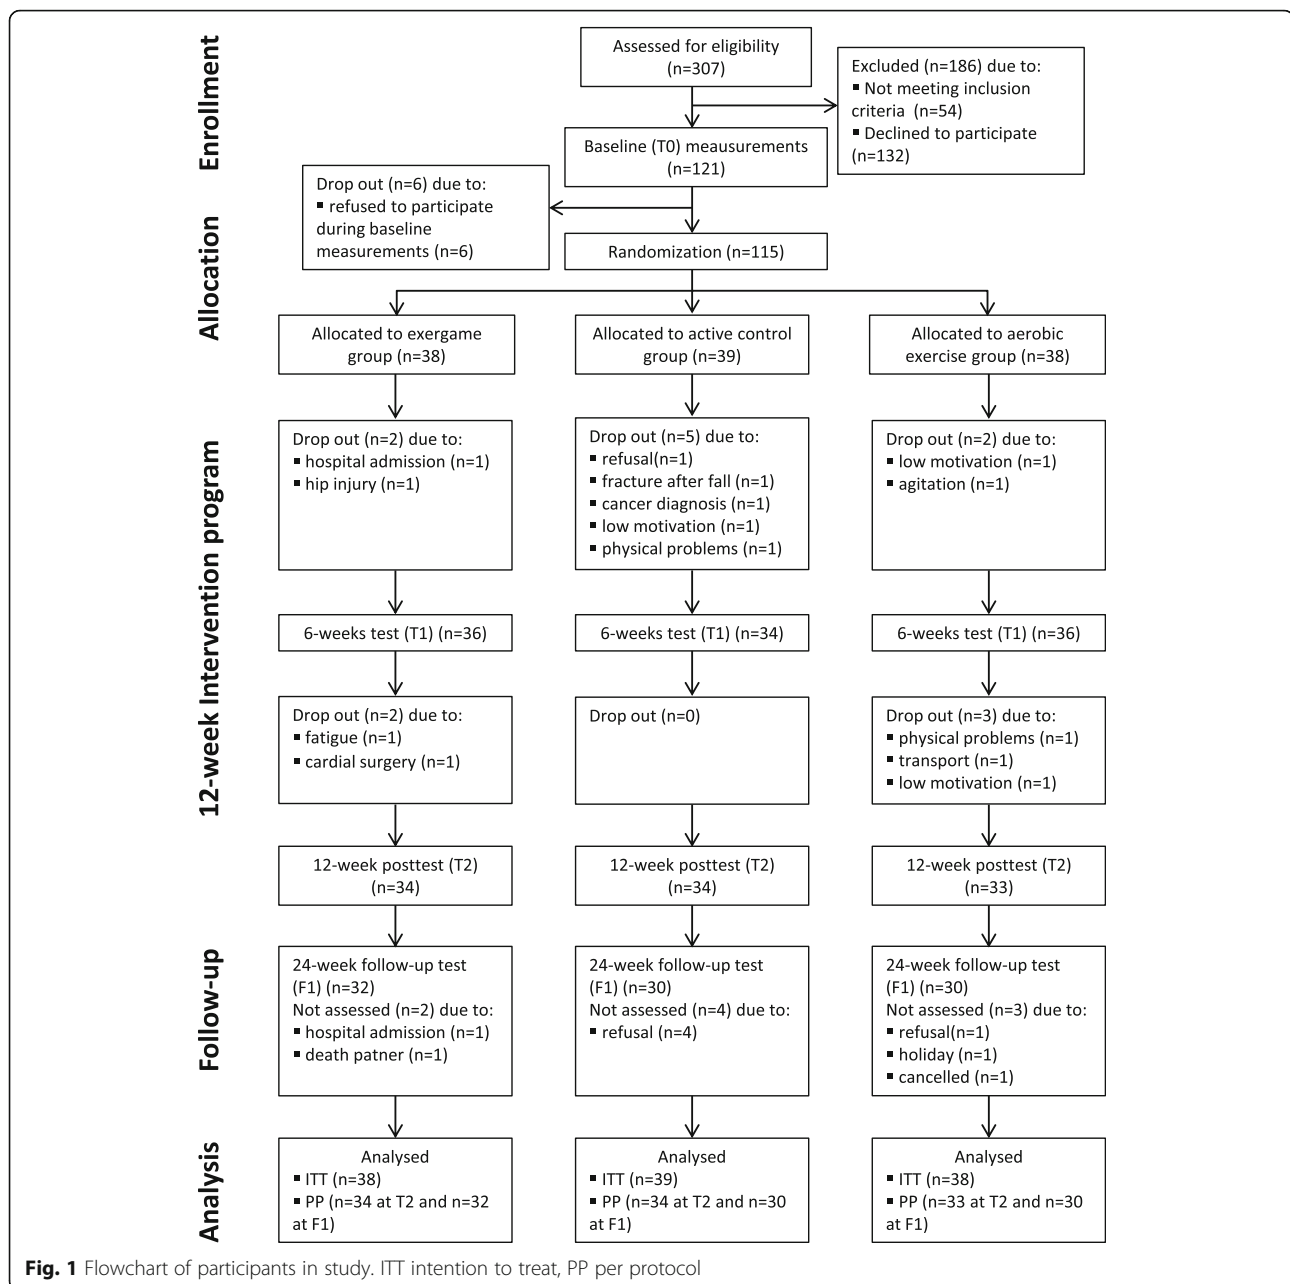 Enrollment
Assessed for eligibility
(n=307)
Excluded (n=186) due to:
▪ Not meeting inclusion
criteria (n=54)
▪ Declined to participate
(n=132)
Baseline (T0) meausurements
(n=121)
Drop out (n=6) due to:
▪ refused to participate
during baseline
measurements (n=6)
Allocation
Randomization (n=115)
Allocated to exergame
group (n=38)
Allocated to active control
group (n=39)
Allocated to aerobic
exercise group (n=38)
12-week Intervention program
Drop out (n=2) due to:
▪ hospital admission (n=1)
▪ hip injury (n=1)
Drop out (n=5) due to:
▪ refusal(n=1)
▪ fracture after fall (n=1)
▪ cancer diagnosis (n=1)
▪ low motivation (n=1)
▪ physical problems (n=1)
Drop out (n=2) due to:
▪ low motivation (n=1)
▪ agitation (n=1)
6-weeks test (T1) (n=36)
6-weeks test (T1) (n=34)
6-weeks test (T1) (n=36)
Drop out (n=2) due to:
▪ fatigue (n=1)
▪ cardial surgery (n=1)
Drop out (n=0)
Drop out (n=3) due to:
▪ physical problems (n=1)
▪ transport (n=1)
▪ low motivation (n=1)
12-week posttest (T2)
(n=34)
12-week posttest (T2)
(n=34)
12-week posttest (T2)
(n=33)
Follow-up
24-week follow-up test
(F1) (n=32)
Not assessed (n=2) due to:
▪ hospital admission (n=1)
▪ death patner (n=1)
24-week follow-up test
(F1) (n=30)
Not assessed (n=4) due to:
▪ refusal (n=4)
24-week follow-up test
(F1) (n=30)
Not assessed (n=3) due to:
▪ refusal(n=1)
▪ holiday (n=1)
▪ cancelled (n=1)
Analysis
Analysed
▪ ITT (n=38)
▪ PP (n=34 at T2 and n=32
at F1)
Analysed
▪ ITT (n=39)
▪ PP (n=34 at T2 and n=30
at F1)
Analysed
▪ ITT (n=38)
▪ PP (n=33 at T2 and n=30
at F1)
Fig. 1 Flowchart of participants in study. ITT intention to treat, PP per protocol